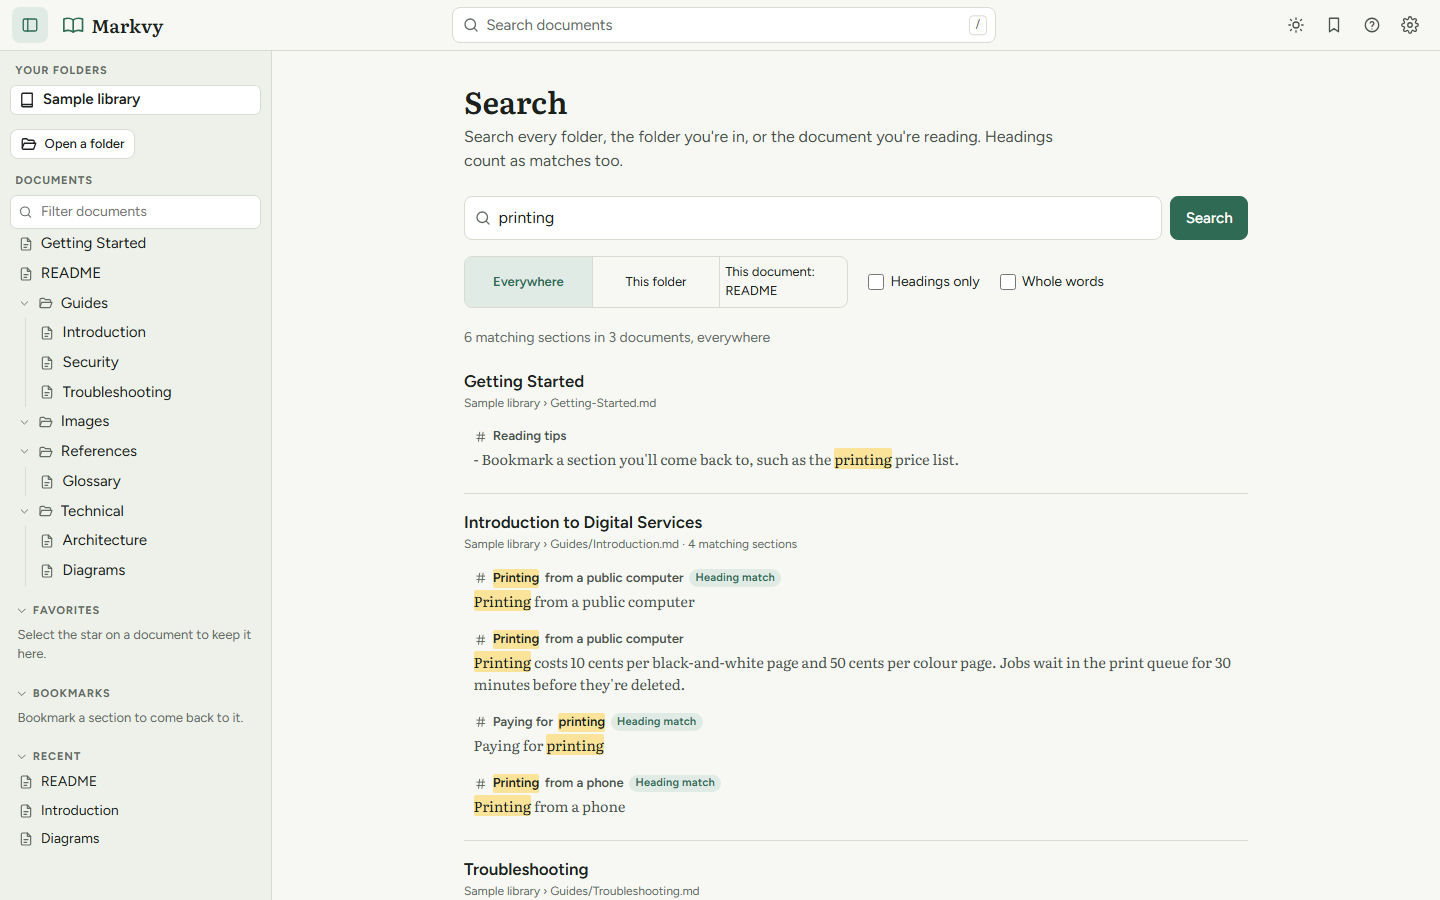 Markvy
Search documents
/
YOUR FOLDERS
Sample library
Open a folder
DOCUMENTS
Filter documents
Getting Started
README
Guides
Introduction
Security
Troubleshooting
Images
References
Glossary
Technical
Architecture
Diagrams
FAVORITES
Select the star on a document to keep it
here.
BOOKMARKS
Bookmark a section to come back to it.
RECENT
README
Introduction
Diagrams
Search
Search every folder, the folder you're in, or the document you're reading. Headings
count as matches too.
printing
Search
Everywhere
This folder
This document:
README
Headings only
Whole words
6 matching sections in 3 documents, everywhere
Getting Started
Sample library › Getting-Started.md
# Reading tips
- Bookmark a section you'll come back to, such as the printing price list.
Introduction to Digital Services
Sample library › Guides/Introduction.md · 4 matching sections
# Printing from a public computer Heading match
Printing from a public computer
# Printing from a public computer
Printing costs 10 cents per black-and-white page and 50 cents per colour page. Jobs wait in the print queue for 30
minutes before they're deleted.
# Paying for printing Heading match
Paying for printing
# Printing from a phone Heading match
Printing from a phone
Troubleshooting
Sample library › Guides/Troubleshooting.md